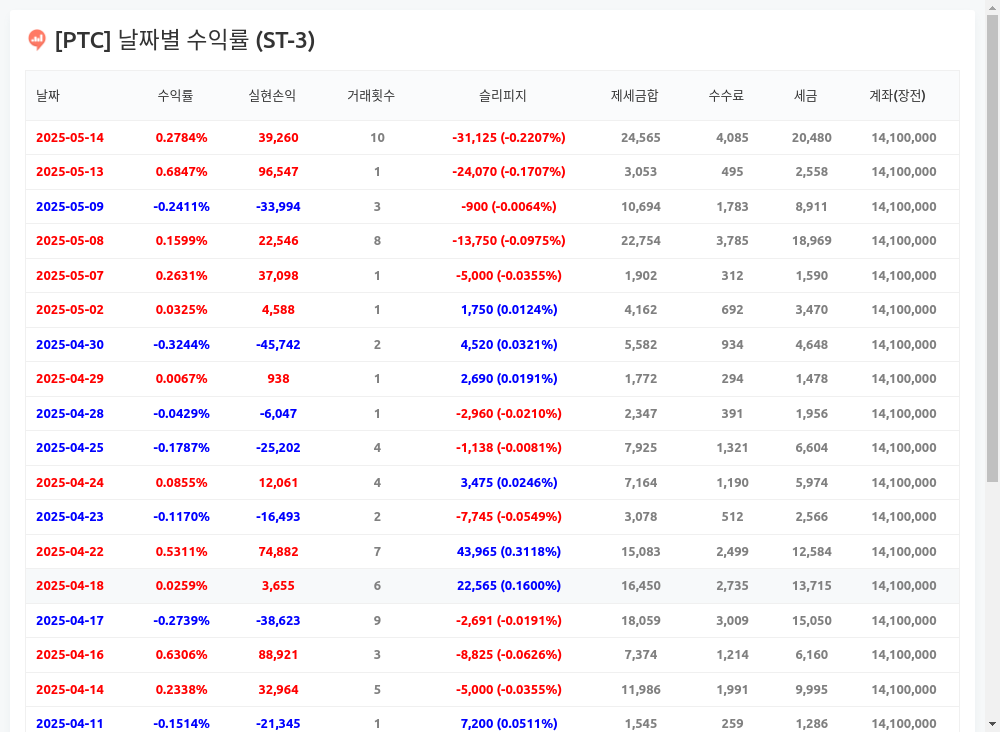 [PTC] 날짜별 수익률 (ST-3)
날짜 수익률 실현손익 거래횟수 슬리피지 제세금합 수수료 세금 계좌(장전)
2025-05-14 0.2784% 39,260 10 -31,125 (-0.2207%) 24,565 4,085 20,480 14,100,000
2025-05-13 0.6847% 96,547 1 -24,070 (-0.1707%) 3,053 495 2,558 14,100,000
2025-05-09 -0.2411% -33,994 3 -900 (-0.0064%) 10,694 1,783 8,911 14,100,000
2025-05-08 0.1599% 22,546 8 -13,750 (-0.0975%) 22,754 3,785 18,969 14,100,000
2025-05-07 0.2631% 37,098 1 -5,000 (-0.0355%) 1,902 312 1,590 14,100,000
2025-05-02 0.0325% 4,588 1 1,750 (0.0124%) 4,162 692 3,470 14,100,000
2025-04-30 -0.3244% -45,742 2 4,520 (0.0321%) 5,582 934 4,648 14,100,000
2025-04-29 0.0067% 938 1 2,690 (0.0191%) 1,772 294 1,478 14,100,000
2025-04-28 -0.0429% -6,047 1 -2,960 (-0.0210%) 2,347 391 1,956 14,100,000
2025-04-25 -0.1787% -25,202 4 -1,138 (-0.0081%) 7,925 1,321 6,604 14,100,000
2025-04-24 0.0855% 12,061 4 3,475 (0.0246%) 7,164 1,190 5,974 14,100,000
2025-04-23 -0.1170% -16,493 2 -7,745 (-0.0549%) 3,078 512 2,566 14,100,000
2025-04-22 0.5311% 74,882 7 43,965 (0.3118%) 15,083 2,499 12,584 14,100,000
2025-04-18 0.0259% 3,655 6 22,565 (0.1600%) 16,450 2,735 13,715 14,100,000
2025-04-17 -0.2739% -38,623 9 -2,691 (-0.0191%) 18,059 3,009 15,050 14,100,000
2025-04-16 0.6306% 88,921 3 -8,825 (-0.0626%) 7,374 1,214 6,160 14,100,000
2025-04-14 0.2338% 32,964 5 -5,000 (-0.0355%) 11,986 1,991 9,995 14,100,000
2025-04-11 -0.1514% -21,345 1 7,200 (0.0511%) 1,545 259 1,286 14,100,000